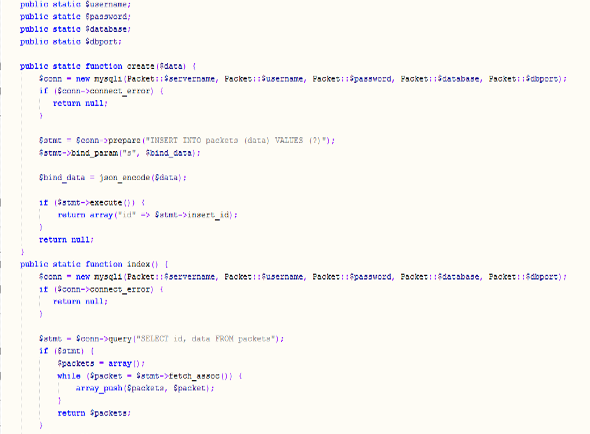 public static $username;
public static $password;
public static $database;
public static $dbport;
public static function create($data) {
$conn = new mysqli(Packet::$servername, Packet::$username, Packet::$password, Packet::$database, Packet::$dbport);
if ($conn->connect_error) {
return null;
}
$stmt = $conn->prepare("INSERT INTO packets (data) VALUES (?)");
$stmt->bind_param("s", $bind_data);
$bind_data = json_encode($data);
if ($stmt->execute()) {
return array("id" => $stmt->insert_id);
}
return null;
}
public static function index() {
$conn = new mysqli(Packet::$servername, Packet::$username, Packet::$password, Packet::$database, Packet::$dbport);
if ($conn->connect_error) {
return null;
}
$stmt = $conn->query("SELECT id, data FROM packets");
if ($stmt) {
$packets = array();
while ($packet = $stmt->fetch_assoc()) {
array_push($packets, $packet);
}
return $packets;
}